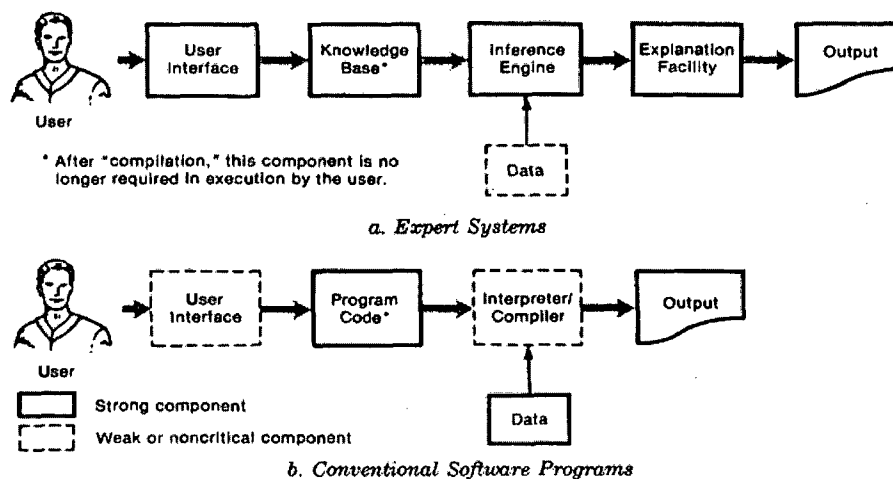 User
Interface
Knowledge
Base*
Inference
Engine
Explanation
Facility
Output
User
Data
* After "compilation," this component is no
longer required in execution by the user.
a. Expert Systems
User
Interface
Program
Code*
Interpreter/
Compiler
Output
User
Data
Strong component
Weak or noncritical component
b. Conventional Software Programs